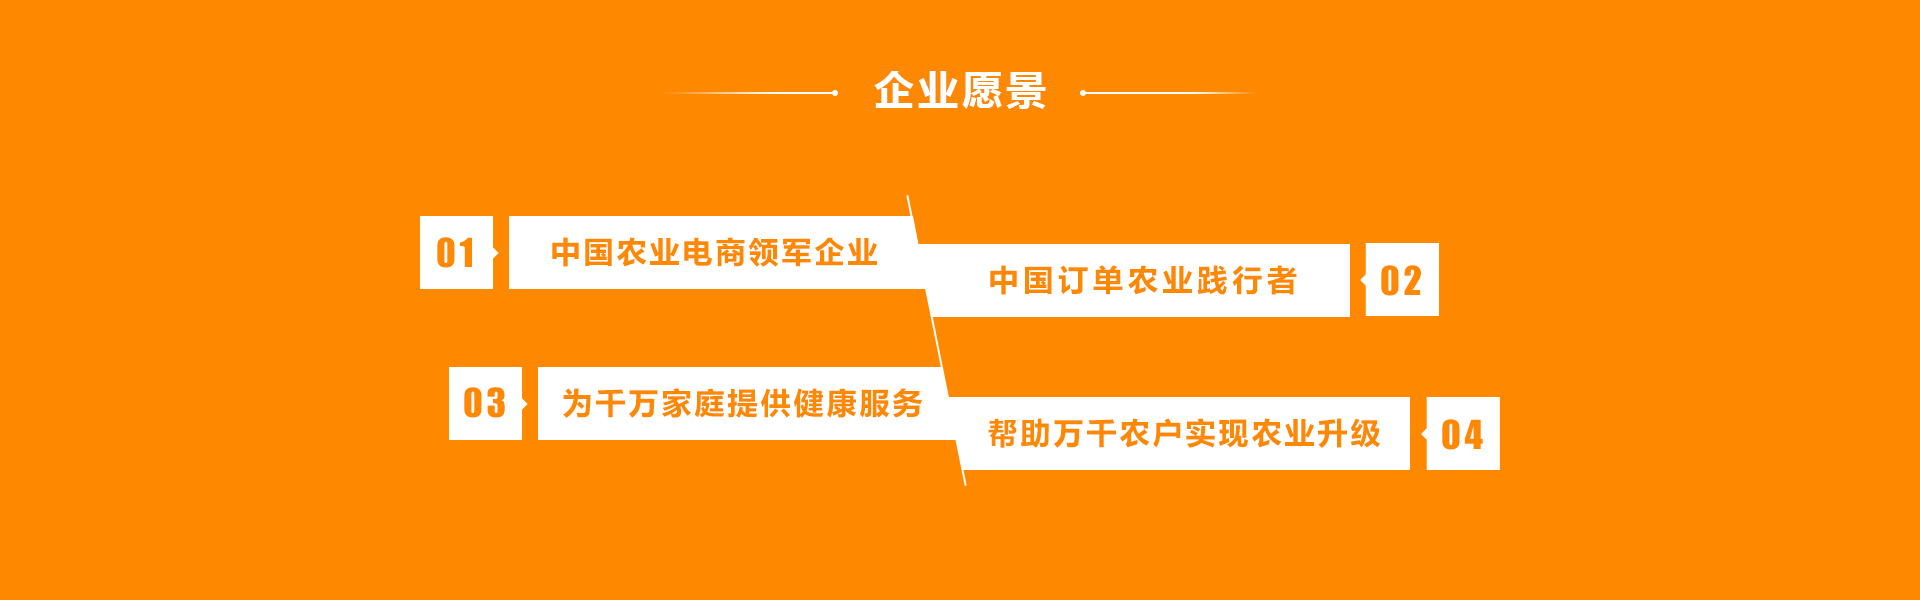 企业愿景
01 中国农业电商领军企业
中国订单农业践行者 02
03 为千万家庭提供健康服务
帮助万千农户实现农业升级 04